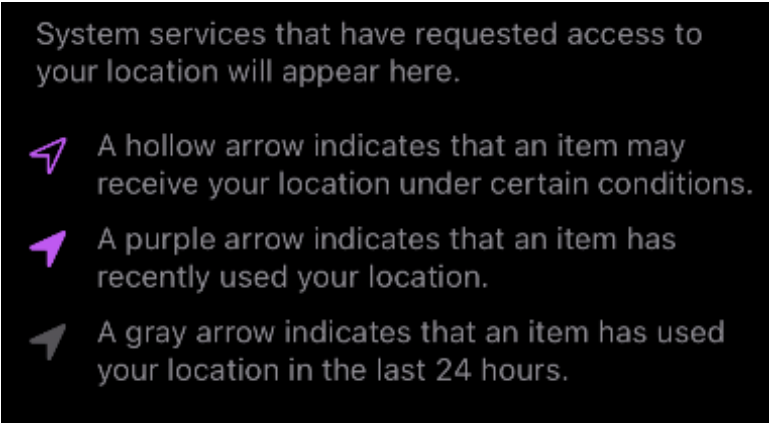 System services that have requested access to
your location will appear here.
A hollow arrow indicates that an item may
receive your location under certain conditions.
A purple arrow indicates that an item has
recently used your location.
A gray arrow indicates that an item has used
your location in the last 24 hours.